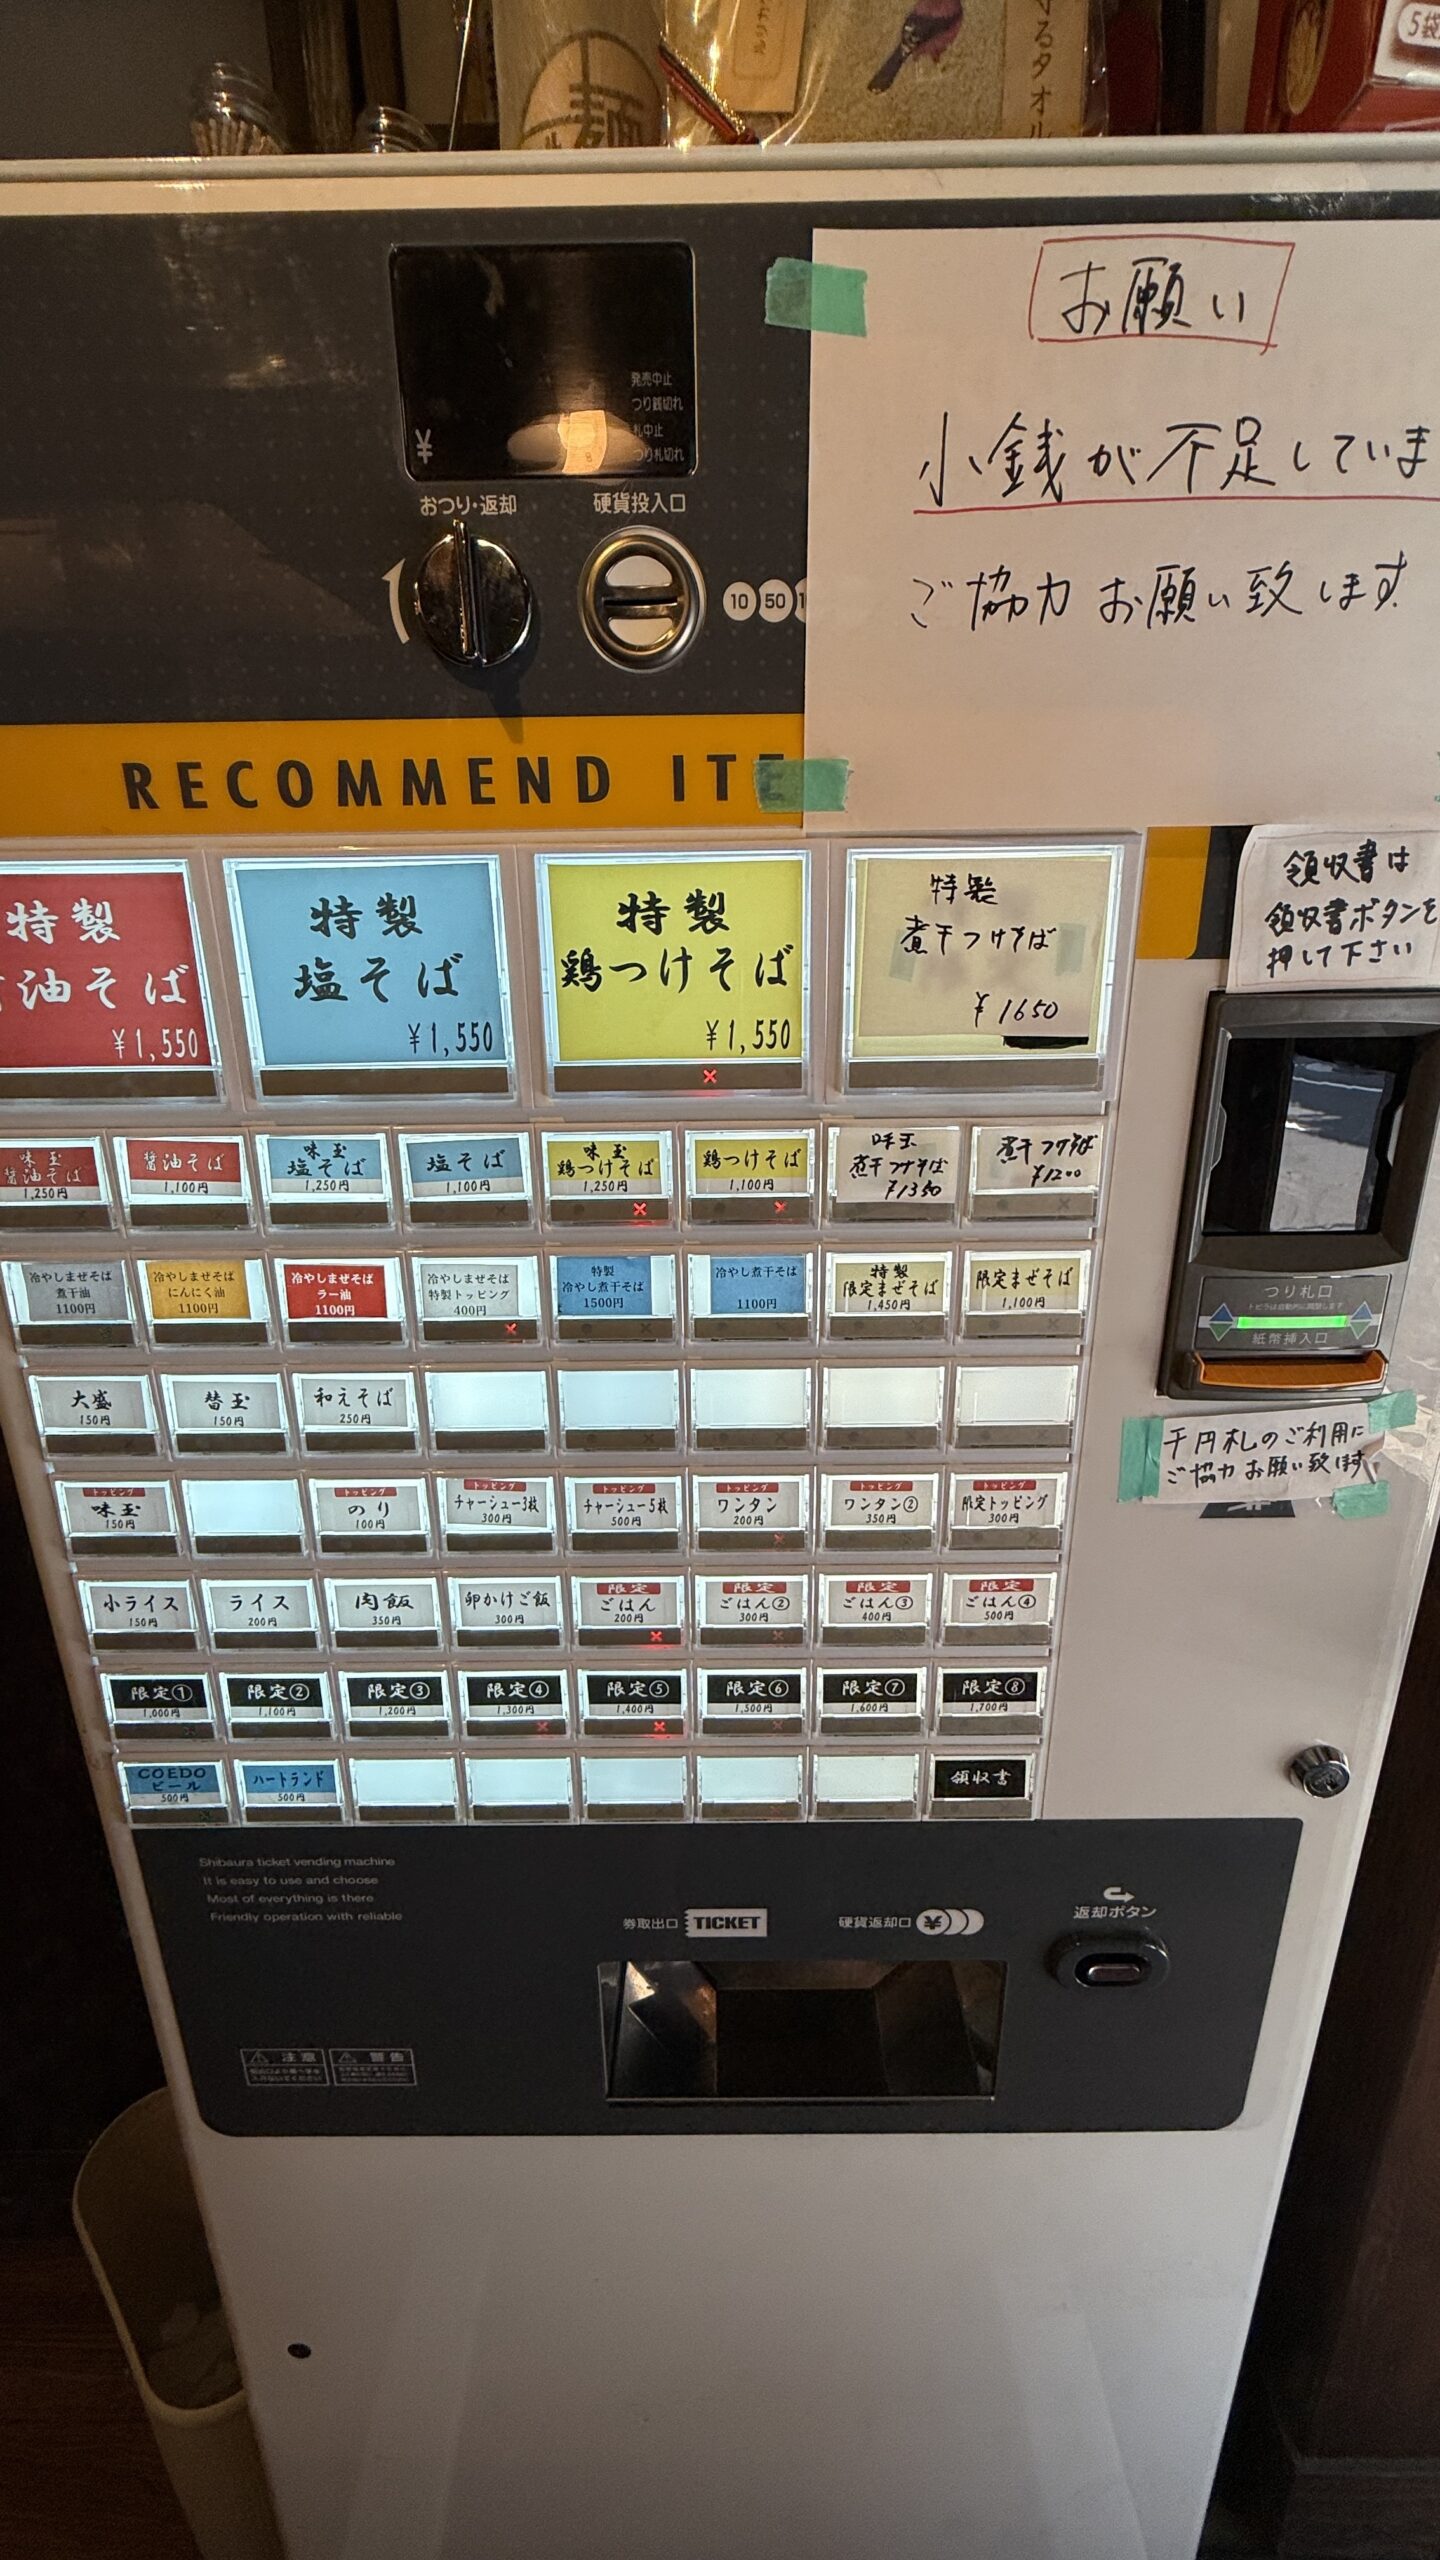 麺
守るタオル
5袋
お願い
小銭が不足していま
ご協力お願い致します
発売中止
つり銭切れ
札中止
つり札切れ
¥
おつり・返却
硬貨投入口
10 50 1
RECOMMEND ITE
領収書は
領収書ボタンを
押して下さい
特製
油そば
¥1,550
特製
塩そば
¥1,550
特製
鶏つけそば
¥1,550
特製
煮干つけそば
¥1650
味玉
醤油そば
1,250円
醤油そば
1,100円
味玉
塩そば
1,250円
塩そば
1,100円
味玉
鶏つけそば
1,250円
鶏つけそば
1,100円
味玉
煮干つけそば
¥1350
煮干つけそば
¥1200
冷やしまぜそば
煮干油
1100円
冷やしまぜそば
にんにく油
1100円
冷やしまぜそば
ラー油
1100円
冷やしまぜそば
特製トッピング
400円
特製
冷やし煮干そば
1500円
冷やし煮干そば
1100円
特製
限定まぜそば
1,450円
限定まぜそば
1,100円
つり札口
紙幣挿入口
大盛
150円
替玉
150円
和えそば
250円
千円札のご利用に
ご協力お願い致します
トッピング
味玉
150円
トッピング
のり
100円
トッピング
チャーシュー3枚
300円
トッピング
チャーシュー5枚
500円
トッピング
ワンタン
200円
トッピング
ワンタン②
350円
トッピング
限定トッピング
300円
小ライス
150円
ライス
200円
肉飯
350円
卵かけご飯
300円
限定
ごはん
200円
限定
ごはん②
300円
限定
ごはん③
400円
限定
ごはん④
500円
限定①
1,000円
限定②
1,100円
限定③
1,200円
限定④
1,300円
限定⑤
1,400円
限定⑥
1,500円
限定⑦
1,600円
限定⑧
1,700円
COEDO
ビール
500円
ハートランド
500円
領収書
Shibaura ticket vending machine
It is easy to use and choose
Most of everything is there
Friendly operation with reliable
券取出口 TICKET
硬貨返却口 ¥
返却ボタン
注意
警告